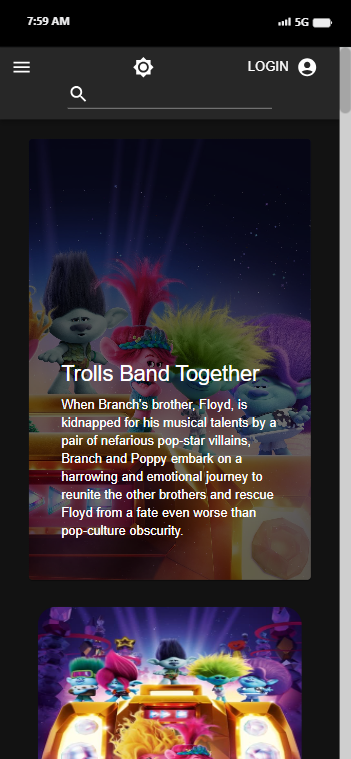 7:59 AM
5G
LOGIN
Trolls Band Together
When Branch's brother, Floyd, is
kidnapped for his musical talents by a
pair of nefarious pop-star villains,
Branch and Poppy embark on a
harrowing and emotional journey to
reunite the other brothers and rescue
Floyd from a fate even worse than
pop-culture obscurity.